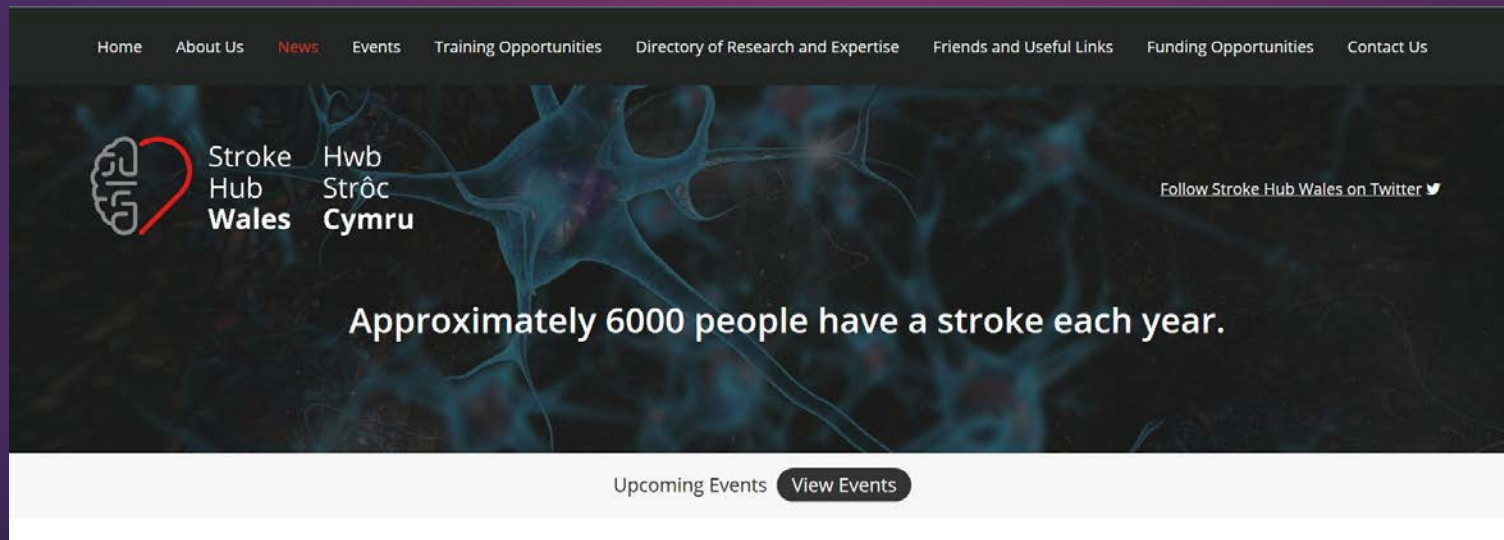 Home About Us News Events Training Opportunities Directory of Research and Expertise Friends and Useful Links Funding Opportunities Contact Us
Stroke Hwb
Hub Strôc
Wales Cymru
Follow Stroke Hub Wales on Twitter
Approximately 6000 people have a stroke each year.
Upcoming Events View Events